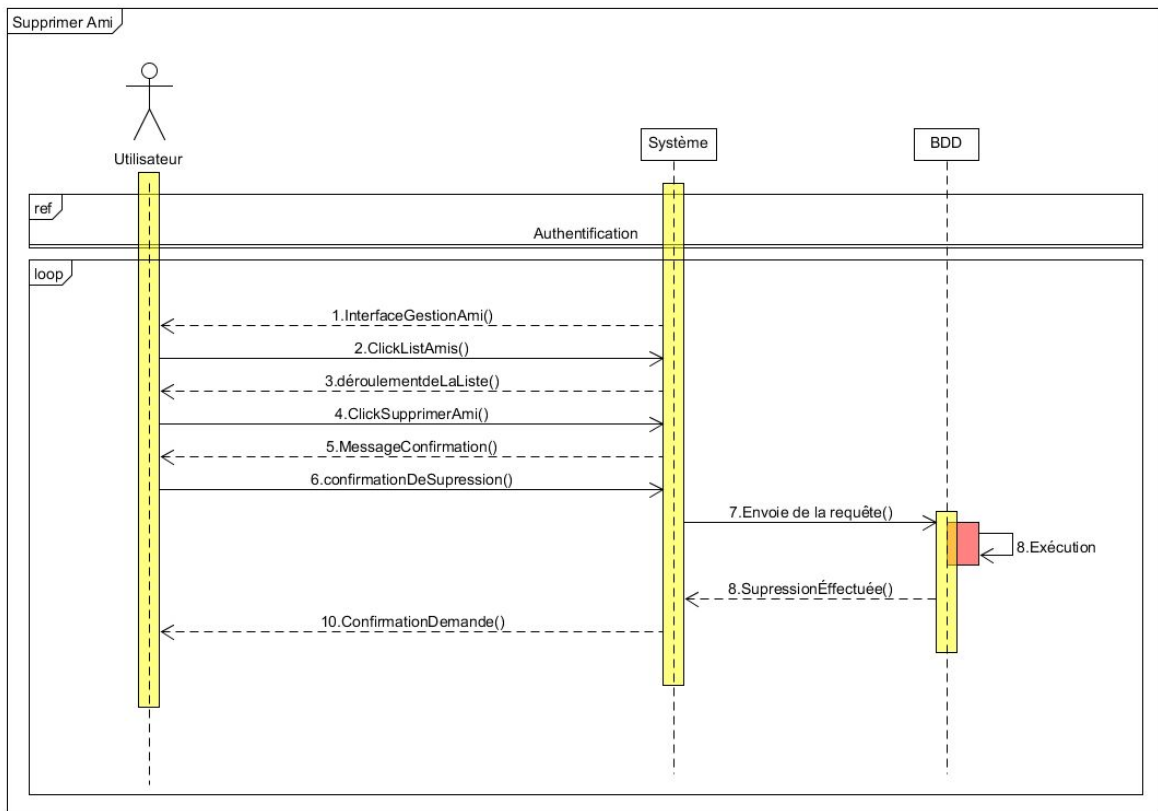 Supprimer Ami
Utilisateur
Système
BDD
ref
Authentification
loop
1.InterfaceGestionAmi()
2.ClickListAmis()
3.déroulementdeLaListe()
4.ClickSupprimerAmi()
5.MessageConfirmation()
6.confirmationDeSupression()
7.Envoie de la requête()
8.Exécution
8.SupressionÉffectuée()
10.ConfirmationDemande()